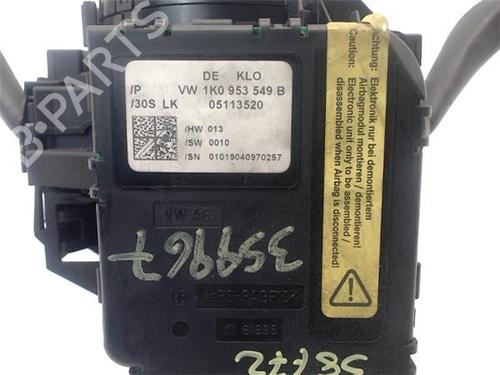 DE KLO
/P VW 1K0 953 549 B
/30S LK 05113520
/HW 013
/SW 0010
/SN 01019040970257
Achtung: Elektronik nur bei demontiertem
Airbagmodul montieren / demontieren!
Caution: Electronic unit only to be assembled /
disassembled when Airbag is disconnected!
VW AG
359967
61898
58772
B-PARTS